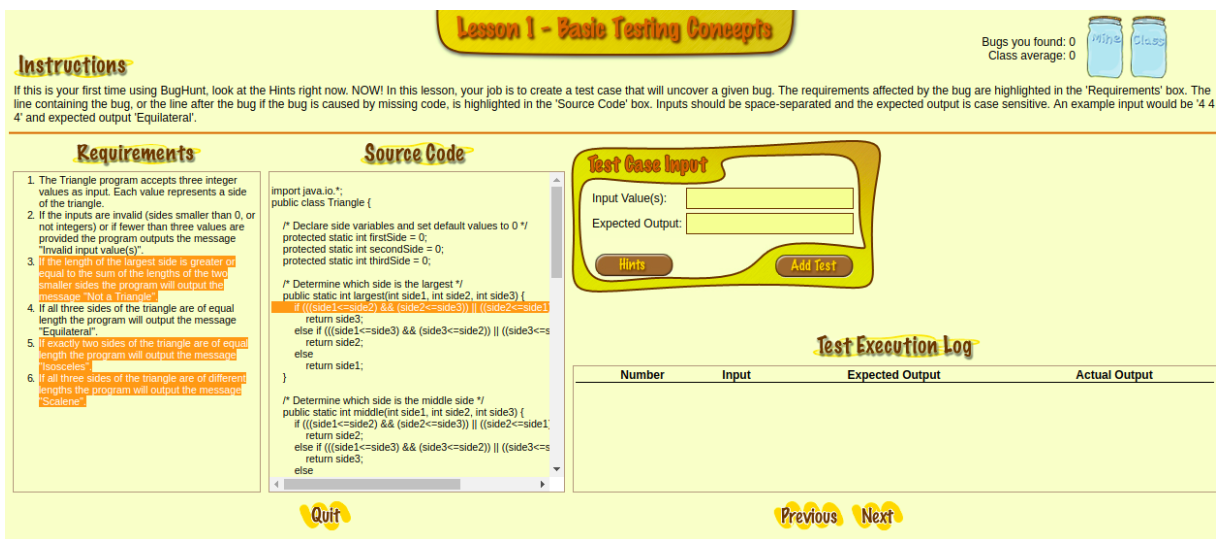 Lesson 1 - Basic Testing Concepts
Bugs you found: 0
Class average: 0
Mine
Class
Instructions
If this is your first time using BugHunt, look at the Hints right now. NOW! In this lesson, your job is to create a test case that will uncover a given bug. The requirements affected by the bug are highlighted in the 'Requirements' box. The
line containing the bug, or the line after the bug if the bug is caused by missing code, is highlighted in the 'Source Code' box. Inputs should be space-separated and the expected output is case sensitive. An example input would be '4 4
4' and expected output 'Equilateral'.
Requirements
1. The Triangle program accepts three integer
values as input. Each value represents a side
of the triangle.
2. If the inputs are invalid (sides smaller than 0, or
not integers) or if fewer than three values are
provided the program outputs the message
"Invalid input value(s)".
3. If the length of the largest side is greater or
equal to the sum of the lengths of the two
smaller sides the program will output the
message "Not a Triangle".
4. If all three sides of the triangle are of equal
length the program will output the message
"Equilateral".
5. If exactly two sides of the triangle are of equal
length the program will output the message
"Isosceles".
6. If all three sides of the triangle are of different
lengths the program will output the message
"Scalene".
Source Code
import java.io.*;
public class Triangle {
/* Declare side variables and set default values to 0 */
protected static int firstSide = 0;
protected static int secondSide = 0;
protected static int thirdSide = 0;
/* Determine which side is the largest */
public static int largest(int side1, int side2, int side3) {
if (((side1<=side2) && (side2<=side3)) || ((side2<=side1
return side3;
else if (((side1<=side3) && (side3<=side2)) || ((side3<=s
return side2;
else
return side1;
}
/* Determine which side is the middle side */
public static int middle(int side1, int side2, int side3) {
if (((side1<=side2) && (side2<=side3)) || ((side2<=side1
return side2;
else if (((side1<=side3) && (side3<=side2)) || ((side3<=s
return side3;
else
Test Case Input
Input Value(s):
Expected Output:
Hints
Add Test
Test Execution Log
Number Input Expected Output Actual Output
Quit
Previous
Next